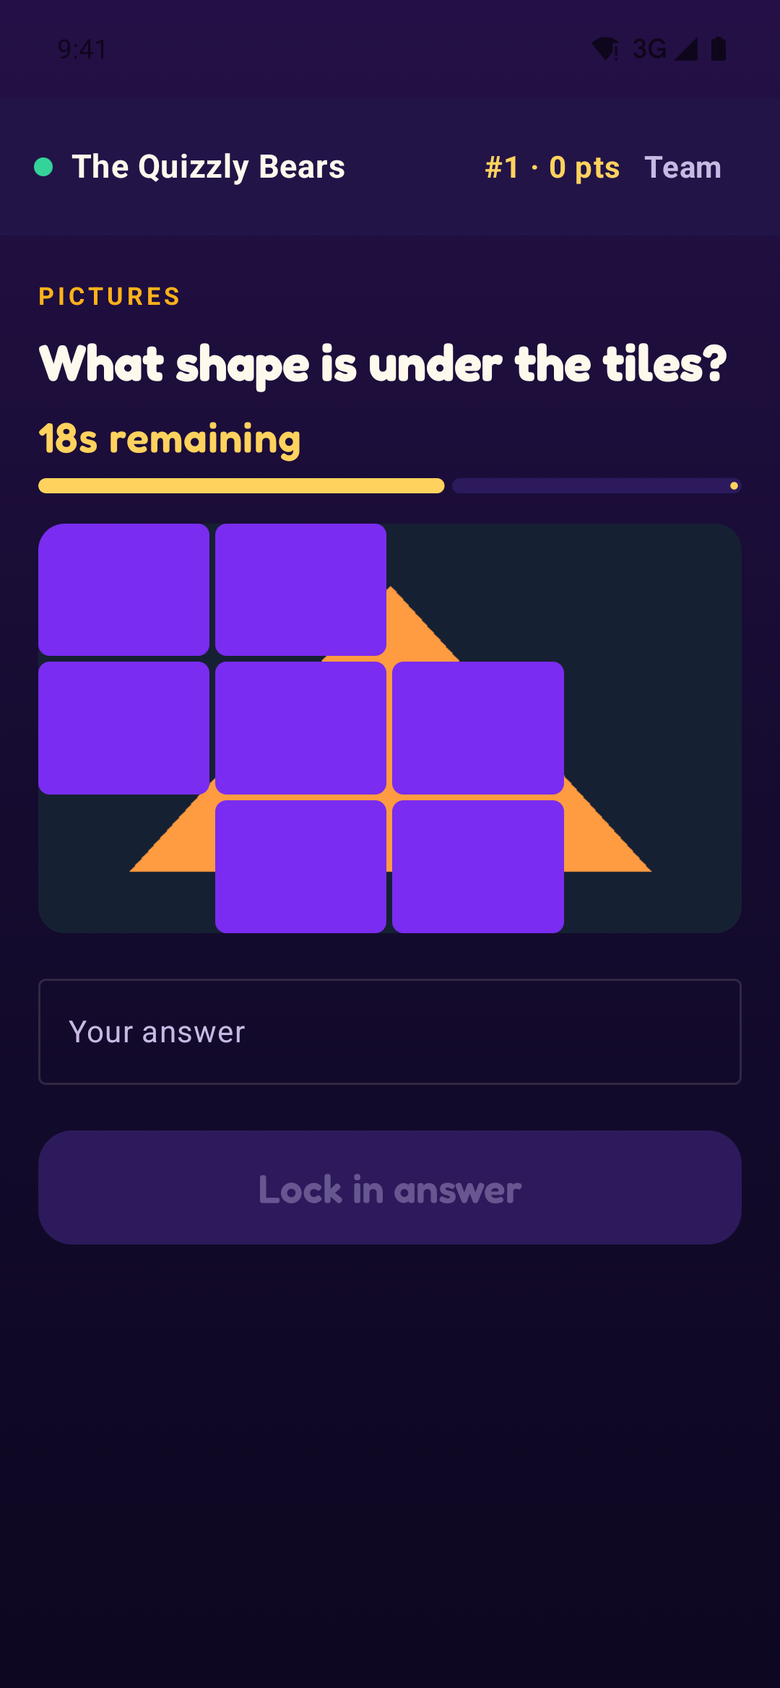 9:41 3G
The Quizzly Bears #1 · 0 pts Team
PICTURES
What shape is under the tiles?
18s remaining
Your answer
Lock in answer